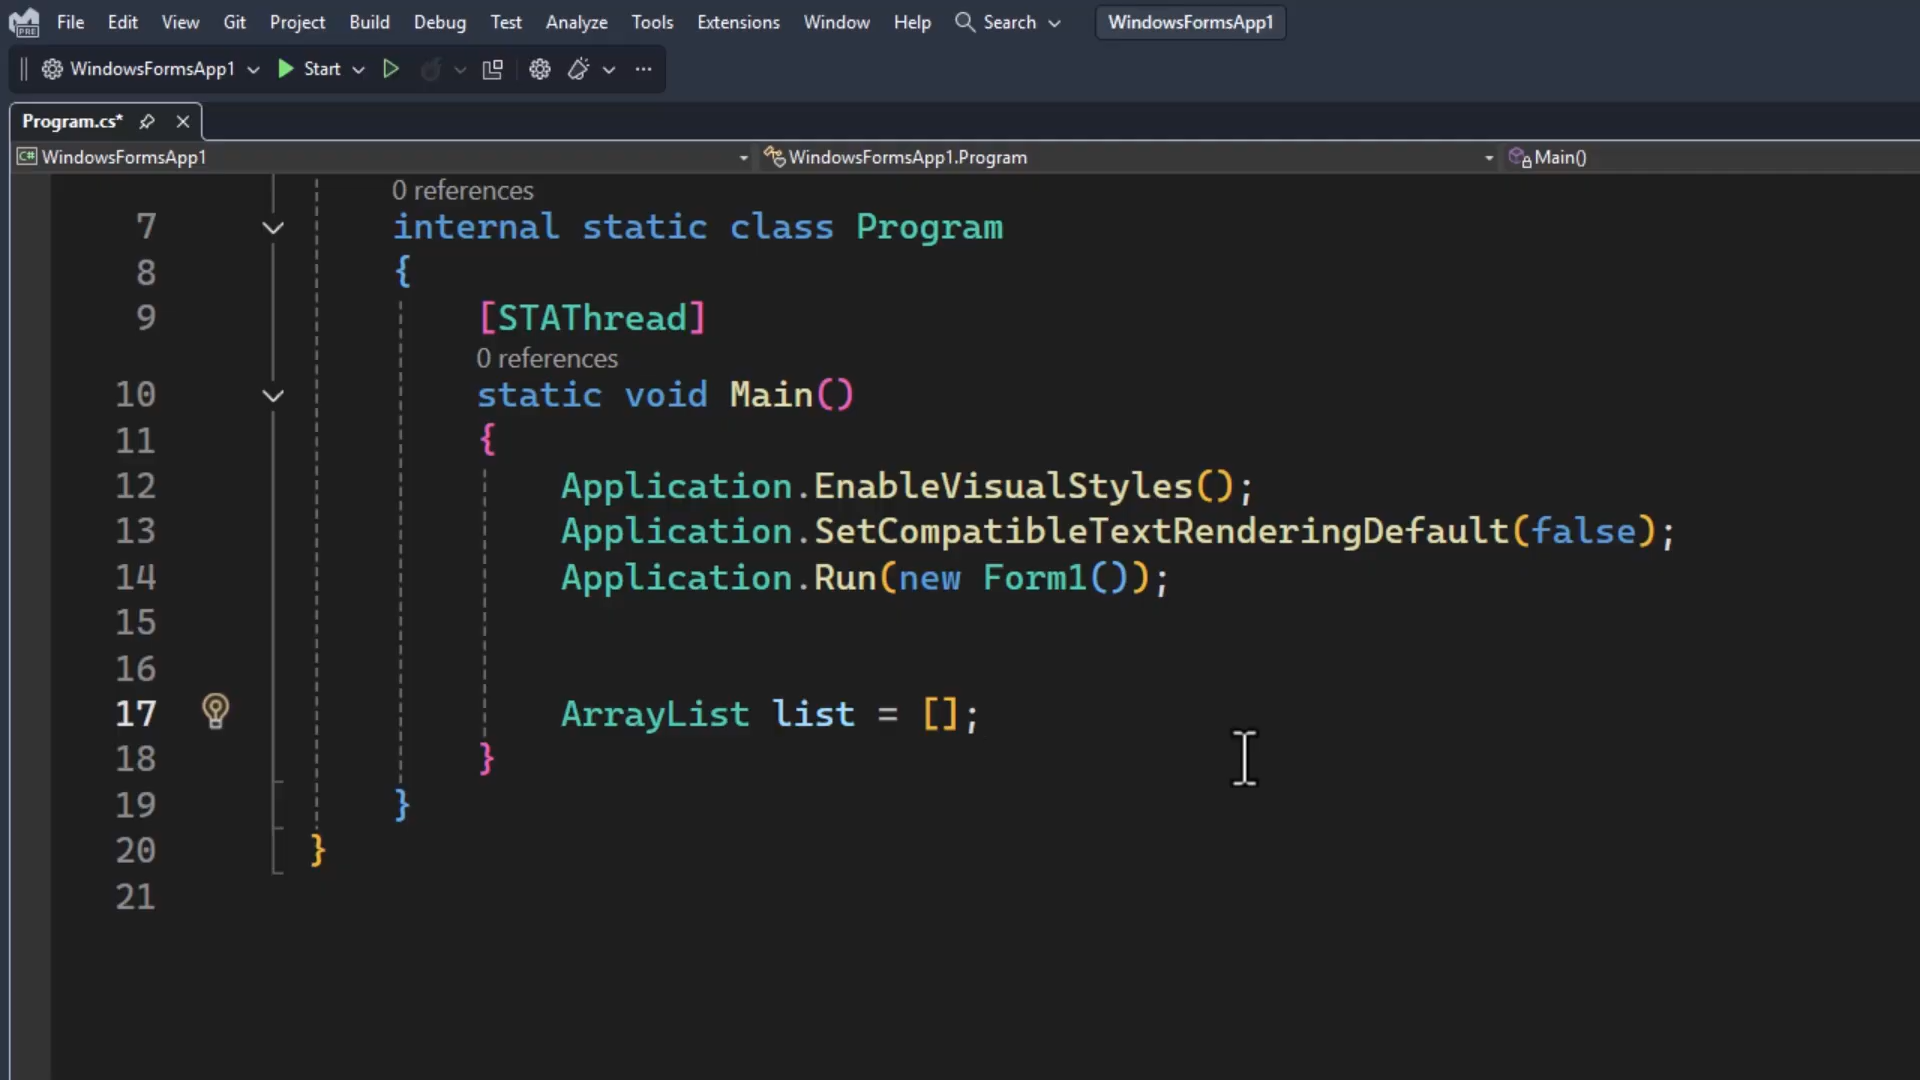 File Edit View Git Project Build Debug Test Analyze Tools Extensions Window Help Search WindowsFormsApp1
PRE
WindowsFormsApp1 Start
Program.cs*
C# WindowsFormsApp1 WindowsFormsApp1.Program Main()
0 references
7 internal static class Program
8 {
9 [STAThread]
0 references
10 static void Main()
11 {
12 Application.EnableVisualStyles();
13 Application.SetCompatibleTextRenderingDefault(false);
14 Application.Run(new Form1());
15
16
17 ArrayList list = [];
18 }
19 }
20 }
21